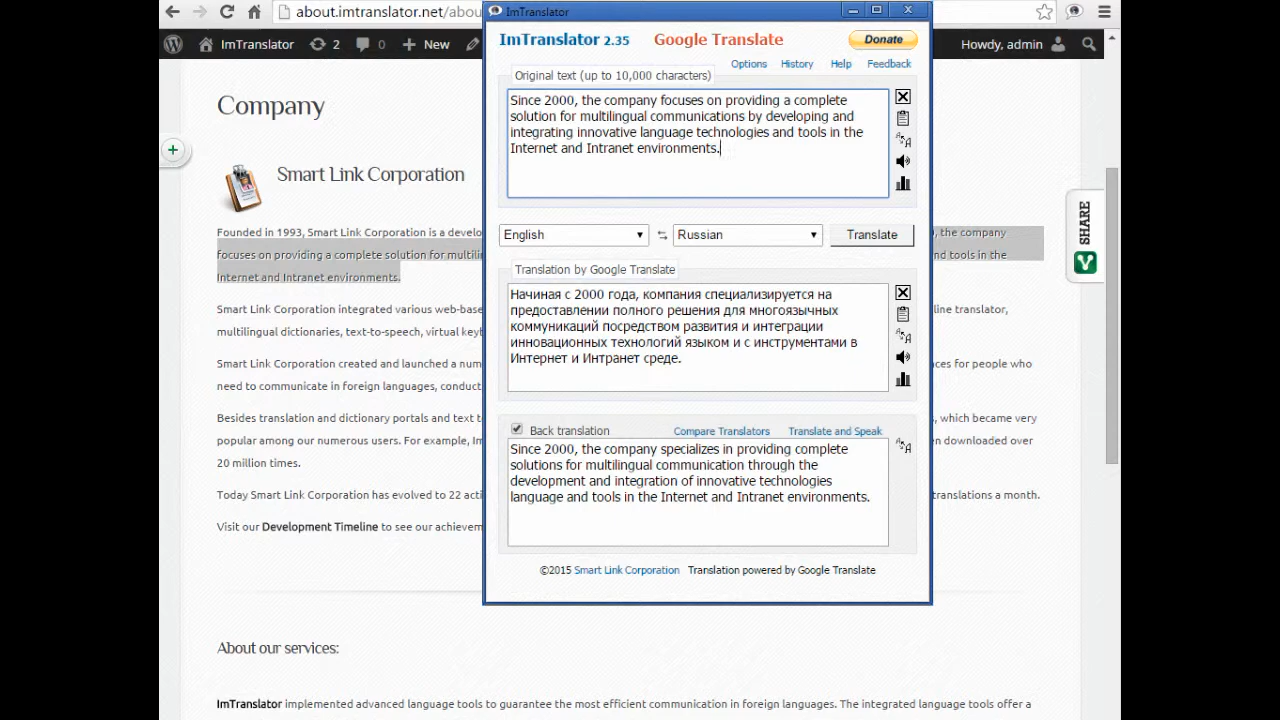 about.imtranslator.net/abou
ImTranslator
ImTranslator 2 0 New
Howdy, admin
ImTranslator 2.35 Google Translate Donate
Options History Help Feedback
Original text (up to 10,000 characters)
Since 2000, the company focuses on providing a complete
solution for multilingual communications by developing and
integrating innovative language technologies and tools in the
Internet and Intranet environments.
English Russian Translate
Translation by Google Translate
Начиная с 2000 года, компания специализируется на
предоставлении полного решения для многоязычных
коммуникаций посредством развития и интеграции
инновационных технологий языком и с инструментами в
Интернет и Интранет среде.
Back translation Compare Translators Translate and Speak
Since 2000, the company specializes in providing complete
solutions for multilingual communication through the
development and integration of innovative technologies
language and tools in the Internet and Intranet environments.
©2015 Smart Link Corporation Translation powered by Google Translate
Company
Smart Link Corporation
Founded in 1993, Smart Link Corporation is a develo , the company
focuses on providing a complete solution for multilin nd tools in the
Internet and Intranet environments.
Smart Link Corporation integrated various web-base line translator,
multilingual dictionaries, text-to-speech, virtual keyb
Smart Link Corporation created and launched a num ces for people who
need to communicate in foreign languages, conduct
Besides translation and dictionary portals and text t , which became very
popular among our numerous users. For example, Im n downloaded over
20 million times.
Today Smart Link Corporation has evolved to 22 acti translations a month.
Visit our Development Timeline to see our achievem
About our services:
ImTranslator implemented advanced language tools to guarantee the most efficient communication in foreign languages. The integrated language tools offer a
SHARE